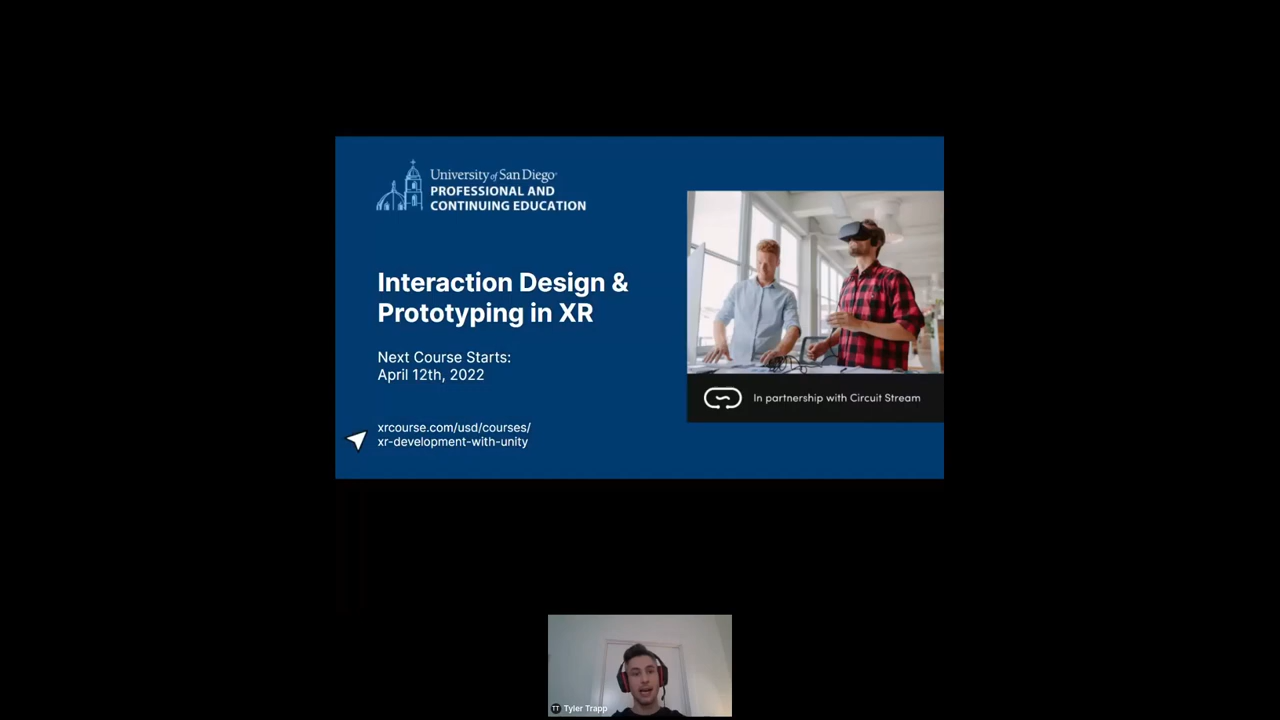 University of San Diego
PROFESSIONAL AND
CONTINUING EDUCATION
Interaction Design &
Prototyping in XR
Next Course Starts:
April 12th, 2022
xrcourse.com/usd/courses/
xr-development-with-unity
In partnership with Circuit Stream
TT Tyler Trapp